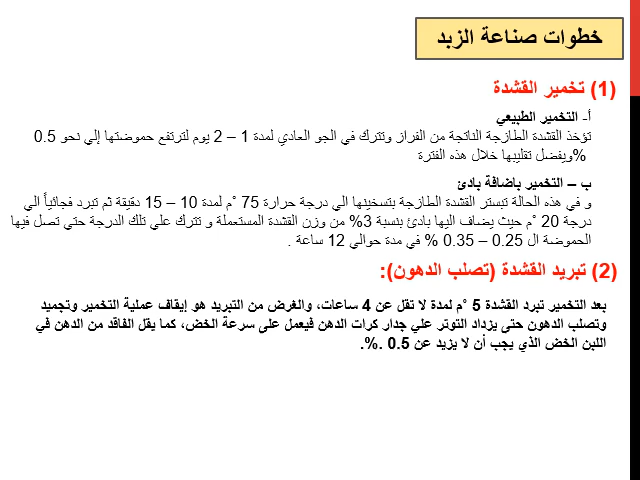 خطوات صناعة الزبد
(1) تخمير القشدة
أ- التخمير الطبيعي
تؤخذ القشدة الطازجة الناتجة من الفراز وتترك في الجو العادي لمدة 1 – 2 يوم لترتفع حموضتها إلي نحو 0.5
%ويفضل تقليبها خلال هذه الفترة
ب – التخمير باضافة بادئ
و في هذه الحالة تبستر القشدة الطازجة بتسخينها الي درجة حرارة 75 °م لمدة 10 – 15 دقيقة ثم تبرد فجائياً الي
درجة 20 °م حيث يضاف اليها بادئ بنسبة 3% من وزن القشدة المستعملة و تترك علي تلك الدرجة حتي تصل فيها
الحموضة ال 0.25 – 0.35 % في مدة حوالي 12 ساعة .
(2) تبريد القشدة (تصلب الدهون):
بعد التخمير تبرد القشدة 5 °م لمدة لا تقل عن 4 ساعات، والغرض من التبريد هو إيقاف عملية التخمير وتجميد
وتصلب الدهون حتى يزداد التوتر علي جدار كرات الدهن فيعمل على سرعة الخض، كما يقل الفاقد من الدهن في
اللبن الخض الذي يجب أن لا يزيد عن 0.5 .%.